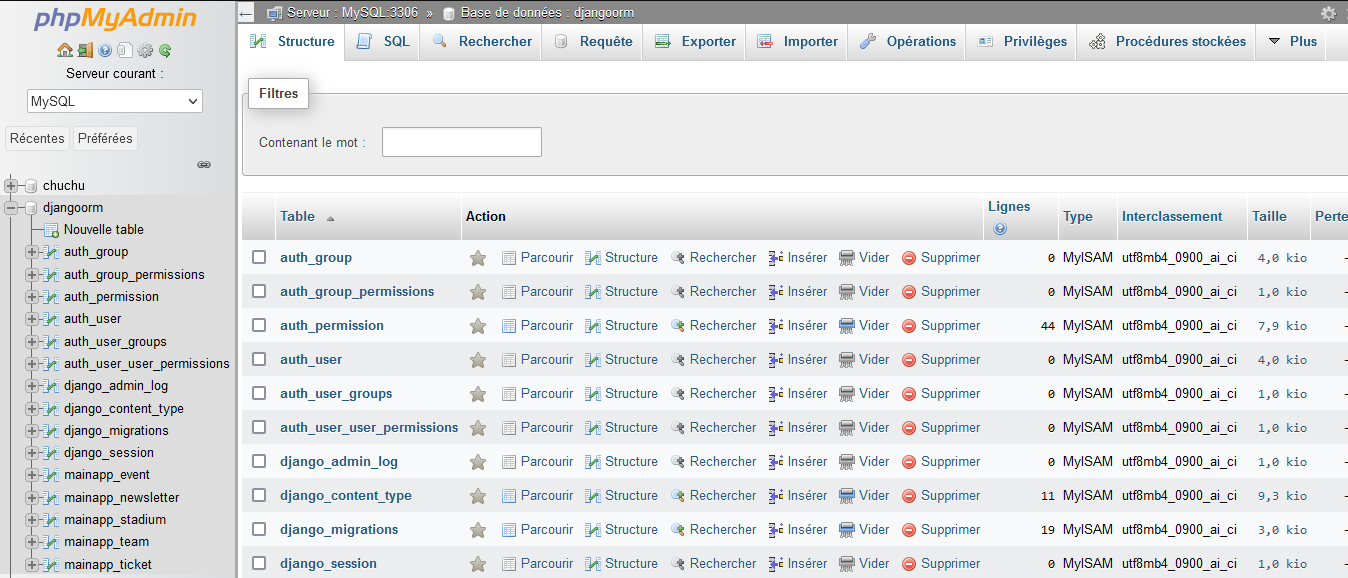 phpMyAdmin
Serveur courant :
MySQL
Récentes Préférées
chuchu
djangoorm
Nouvelle table
auth_group
auth_group_permissions
auth_permission
auth_user
auth_user_groups
auth_user_user_permissions
django_admin_log
django_content_type
django_migrations
django_session
mainapp_event
mainapp_newsletter
mainapp_stadium
mainapp_team
mainapp_ticket
Serveur : MySQL:3306 » Base de données : djangoorm
Structure SQL Rechercher Requête Exporter Importer Opérations Privilèges Procédures stockées Plus
Filtres
Contenant le mot :
Table Action Lignes Type Interclassement Taille Perte
auth_group Parcourir Structure Rechercher Insérer Vider Supprimer 0 MyISAM utf8mb4_0900_ai_ci 4,0 kio -
auth_group_permissions Parcourir Structure Rechercher Insérer Vider Supprimer 0 MyISAM utf8mb4_0900_ai_ci 1,0 kio -
auth_permission Parcourir Structure Rechercher Insérer Vider Supprimer 44 MyISAM utf8mb4_0900_ai_ci 7,9 kio -
auth_user Parcourir Structure Rechercher Insérer Vider Supprimer 0 MyISAM utf8mb4_0900_ai_ci 4,0 kio -
auth_user_groups Parcourir Structure Rechercher Insérer Vider Supprimer 0 MyISAM utf8mb4_0900_ai_ci 1,0 kio -
auth_user_user_permissions Parcourir Structure Rechercher Insérer Vider Supprimer 0 MyISAM utf8mb4_0900_ai_ci 1,0 kio -
django_admin_log Parcourir Structure Rechercher Insérer Vider Supprimer 0 MyISAM utf8mb4_0900_ai_ci 1,0 kio -
django_content_type Parcourir Structure Rechercher Insérer Vider Supprimer 11 MyISAM utf8mb4_0900_ai_ci 9,3 kio -
django_migrations Parcourir Structure Rechercher Insérer Vider Supprimer 19 MyISAM utf8mb4_0900_ai_ci 3,0 kio -
django_session Parcourir Structure Rechercher Insérer Vider Supprimer 0 MyISAM utf8mb4_0900_ai_ci 1,0 kio -